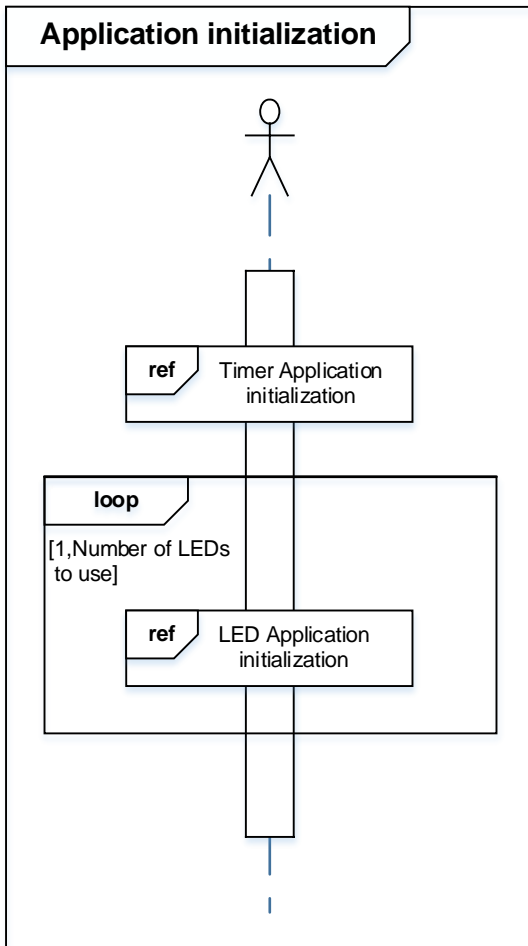 Application initialization
ref
Timer Application
initialization
loop
[1,Number of LEDs
to use]
ref
LED Application
initialization